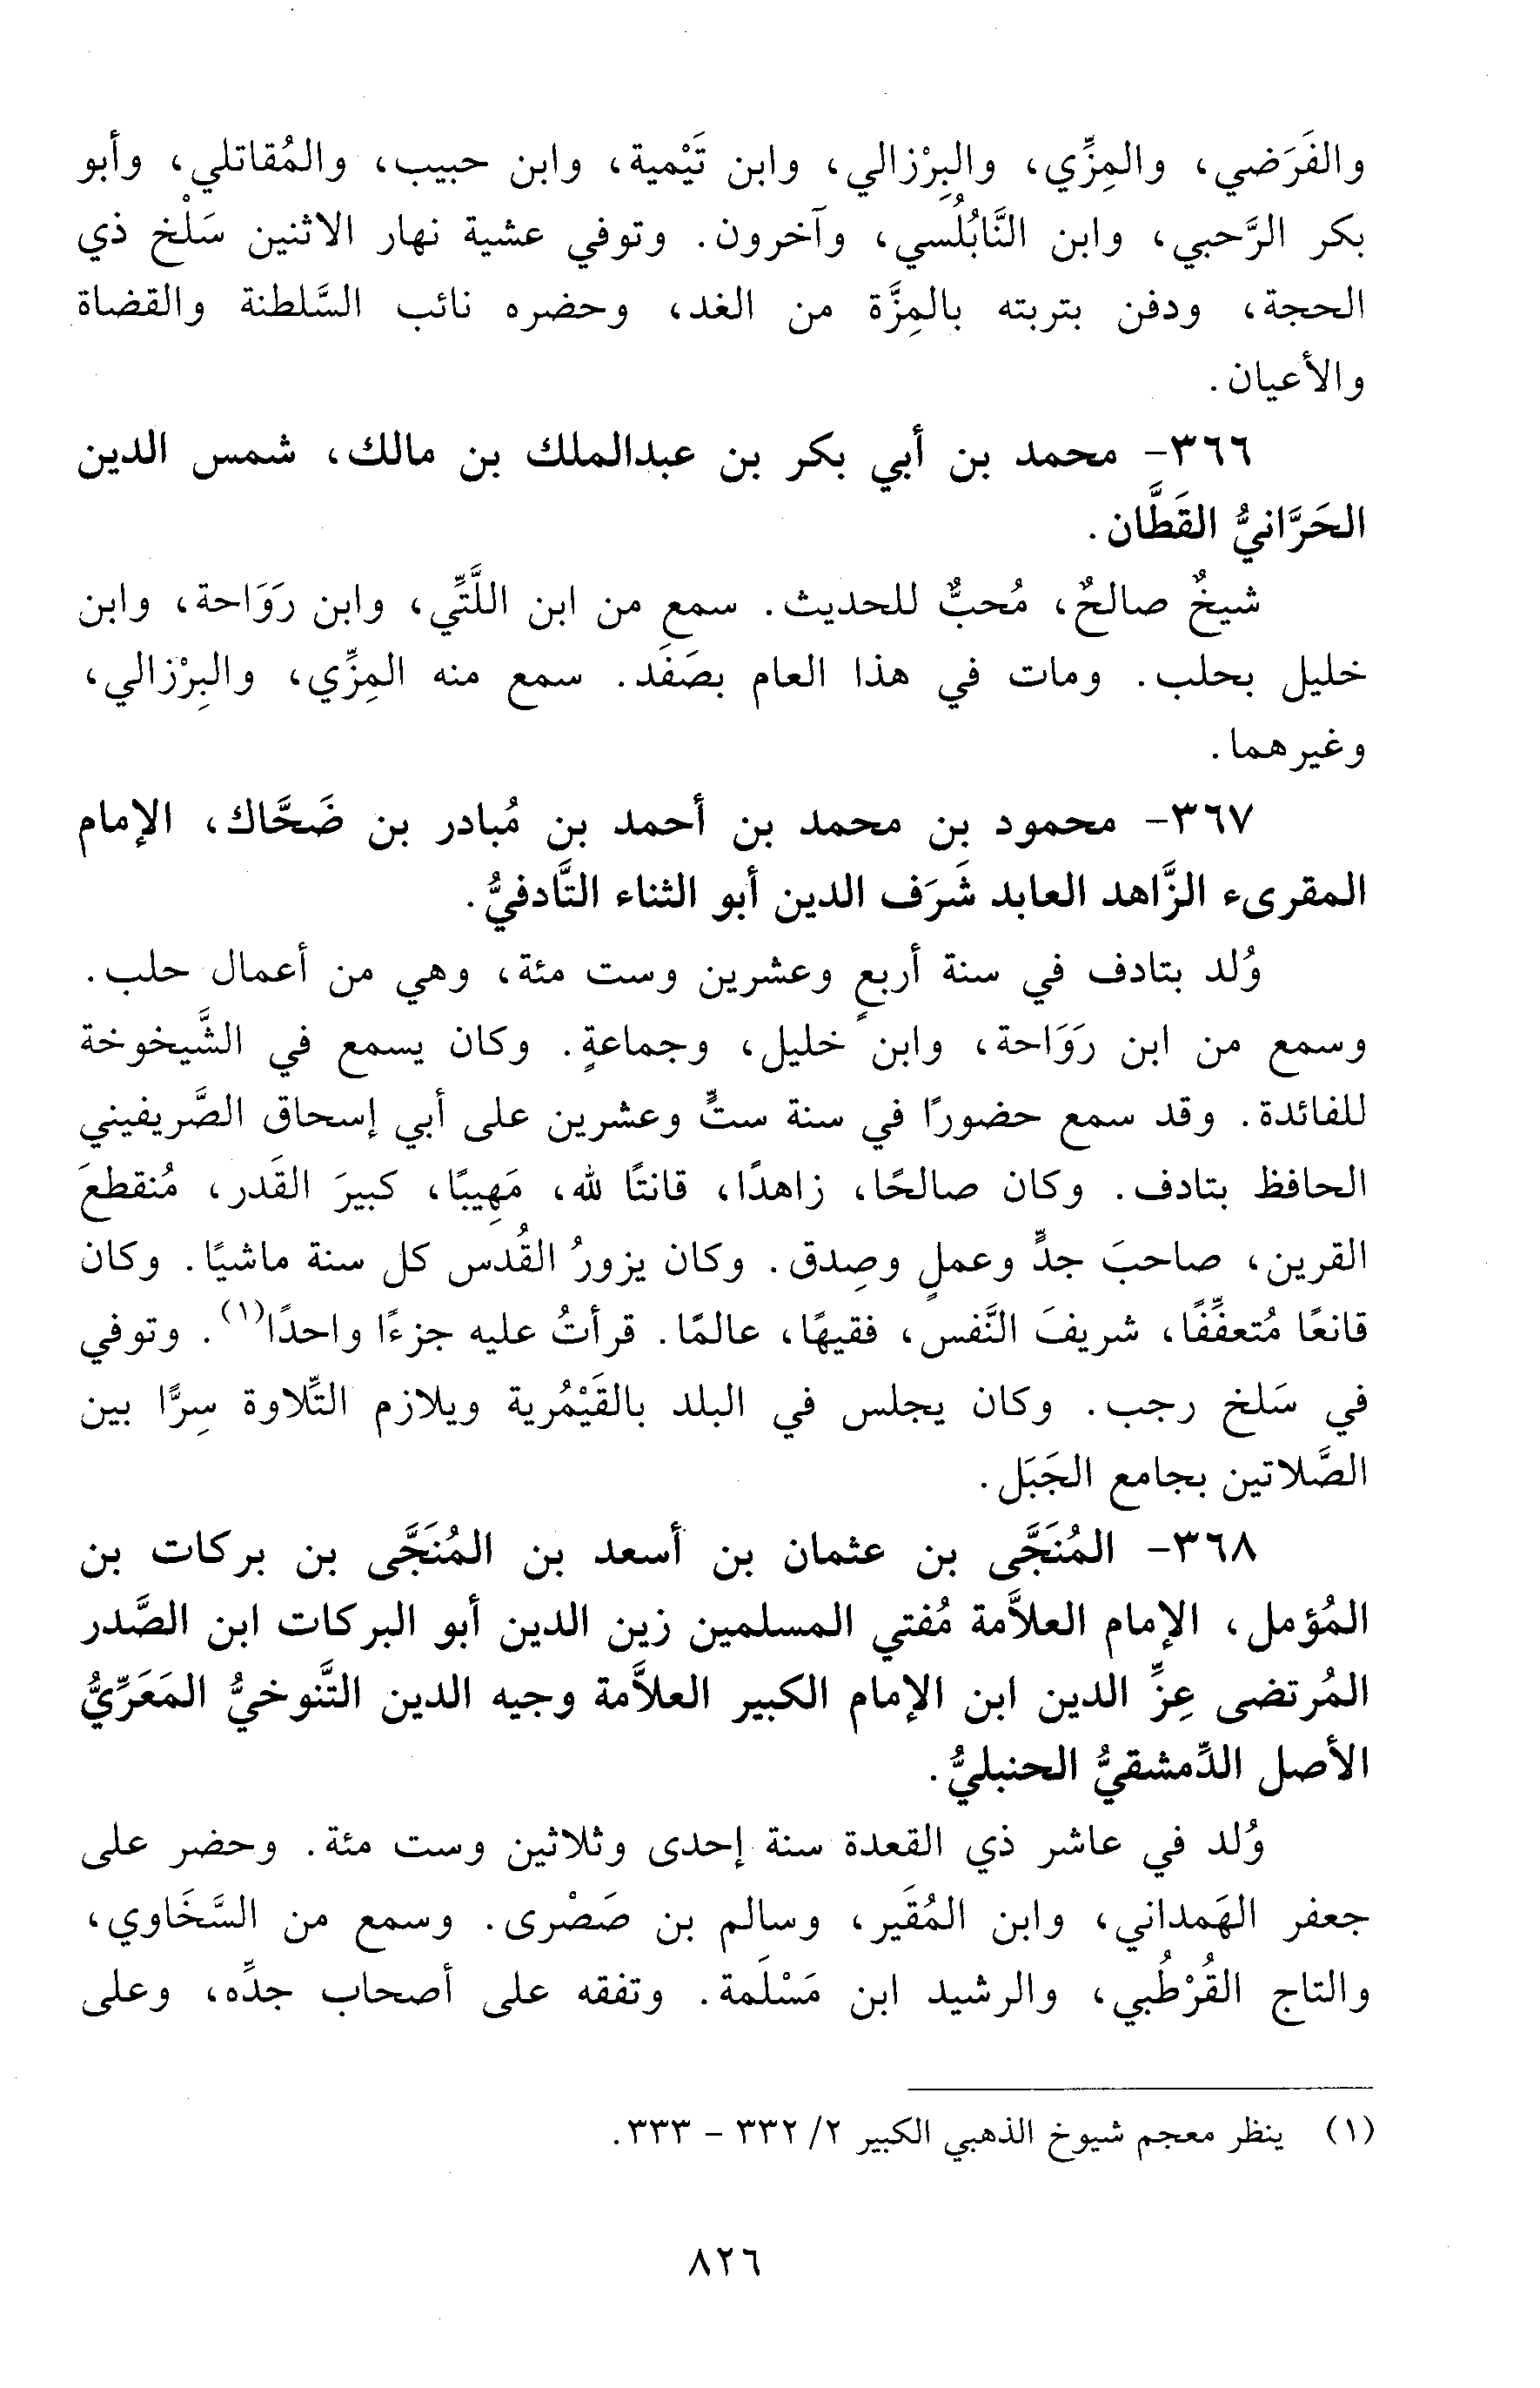 والفَرَضي، والمِزِّي، والبِرْزالي، وابن تَيْمية، وابن حبيب، والمُقاتلي، وأبو
بكر الرَّحبي، وابن النَّابُلُسي، وآخرون. وتوفي عشية نهار الاثنين سَلْخ ذي
الحجة، ودفن بتربته بالمِزَّة من الغد، وحضره نائب السَّلطنة والقضاة
والأعيان.
٣٦٦- محمد بن أبي بكر بن عبدالملك بن مالك، شمس الدين
الحَرَّانيُّ القَطَّان.
شيخٌ صالحٌ، مُحبٌّ للحديث. سمع من ابن اللَّتِّي، وابن رَوَاحة، وابن
خليل بحلب. ومات في هذا العام بصَفَد. سمع منه المِزِّي، والبِرْزالي،
وغيرهما.
٣٦٧- محمود بن محمد بن أحمد بن مُبادر بن ضَحَّاك، الإمام
المقرىء الزَّاهد العابد شَرَف الدين أبو الثناء التَّادفيُّ.
وُلد بتادف في سنة أربعٍ وعشرين وست مئة، وهي من أعمال حلب.
وسمع من ابن رَوَاحة، وابن خليل، وجماعةٍ. وكان يسمع في الشَّيخوخة
للفائدة. وقد سمع حضورًا في سنة ستٍّ وعشرين على أبي إسحاق الصَّريفيني
الحافظ بتادف. وكان صالحًا، زاهدًا، قانتًا لله، مَهِيبًا، كبيرَ القَدر، مُنقطعَ
القرين، صاحبَ جدٍّ وعملٍ وصِدق. وكان يزورُ القُدس كل سنة ماشيًا. وكان
قانعًا مُتعفِّفًا، شريفَ النَّفس، فقيهًا، عالمًا. قرأتُ عليه جزءًا واحدًا(١). وتوفي
في سَلخ رجب. وكان يجلس في البلد بالقَيْمُرية ويلازم التِّلاوة سِرًّا بين
الصَّلاتين بجامع الجَبَل.
٣٦٨- المُنَجَّى بن عثمان بن أسعد بن المُنَجَّى بن بركات بن
المُؤمل، الإمام العلاَّمة مُفتي المسلمين زين الدين أبو البركات ابن الصَّدر
المُرتضى عِزِّ الدين ابن الإمام الكبير العلاَّمة وجيه الدين التَّنوخيُّ المَعَرِّيُّ
الأصل الدِّمشقيُّ الحنبليُّ.
وُلد في عاشر ذي القعدة سنة إحدى وثلاثين وست مئة. وحضر على
جعفر الهَمداني، وابن المُقَير، وسالم بن صَصْرى. وسمع من السَّخَاوي،
والتاج القُرْطُبي، والرشيد ابن مَسْلَمة. وتفقه على أصحاب جدِّه، وعلى
(١) ينظر معجم شيوخ الذهبي الكبير ٢/ ٣٣٢ - ٣٣٣.
٨٢٦